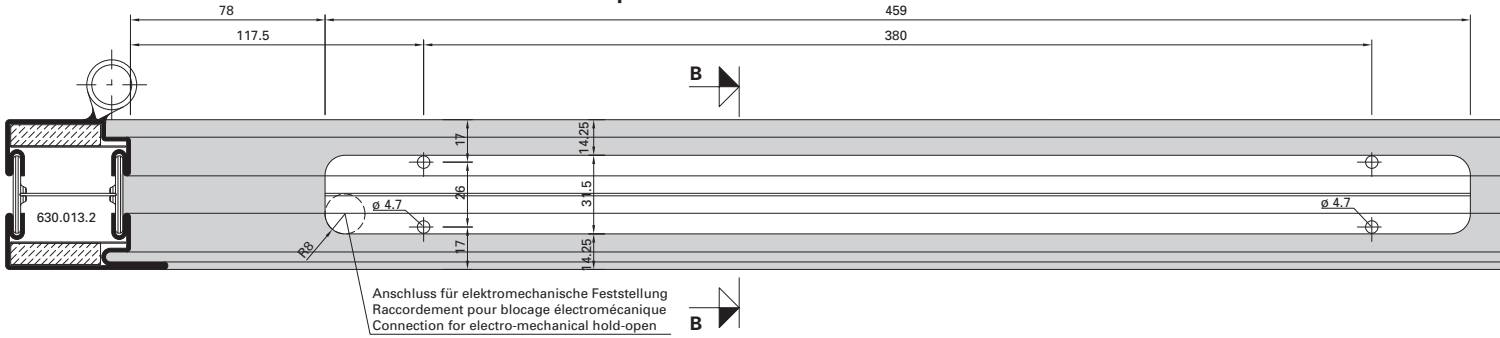 78
459
117.5
380
B
17
14.25
26
31.5
ø 4.7
ø 4.7
630.013.2
R8
17
14.25
Anschluss für elektromechanische Feststellung
Raccordement pour blocage électromécanique
Connection for electro-mechanical hold-open
B